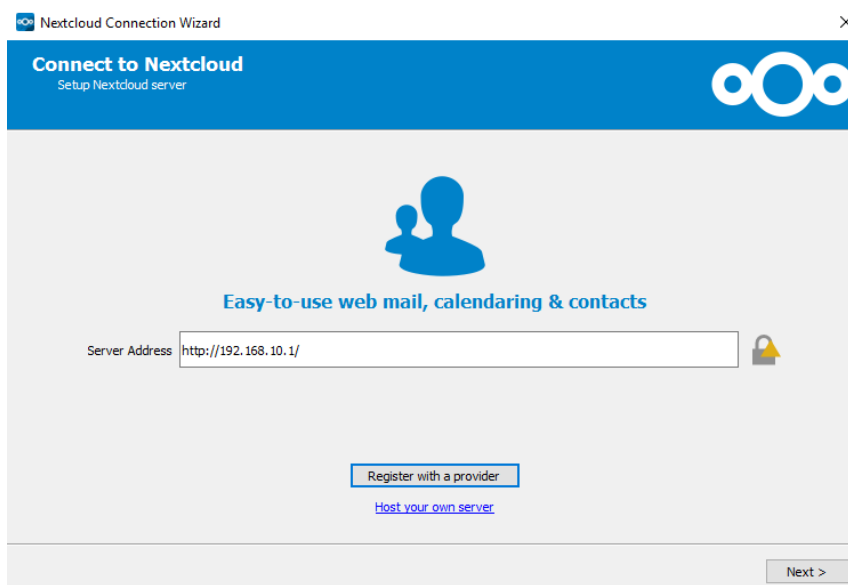 Nextcloud Connection Wizard
Connect to Nextcloud
Setup Nextcloud server
Easy-to-use web mail, calendaring & contacts
Server Address http://192.168.10.1/
Register with a provider
Host your own server
Next >